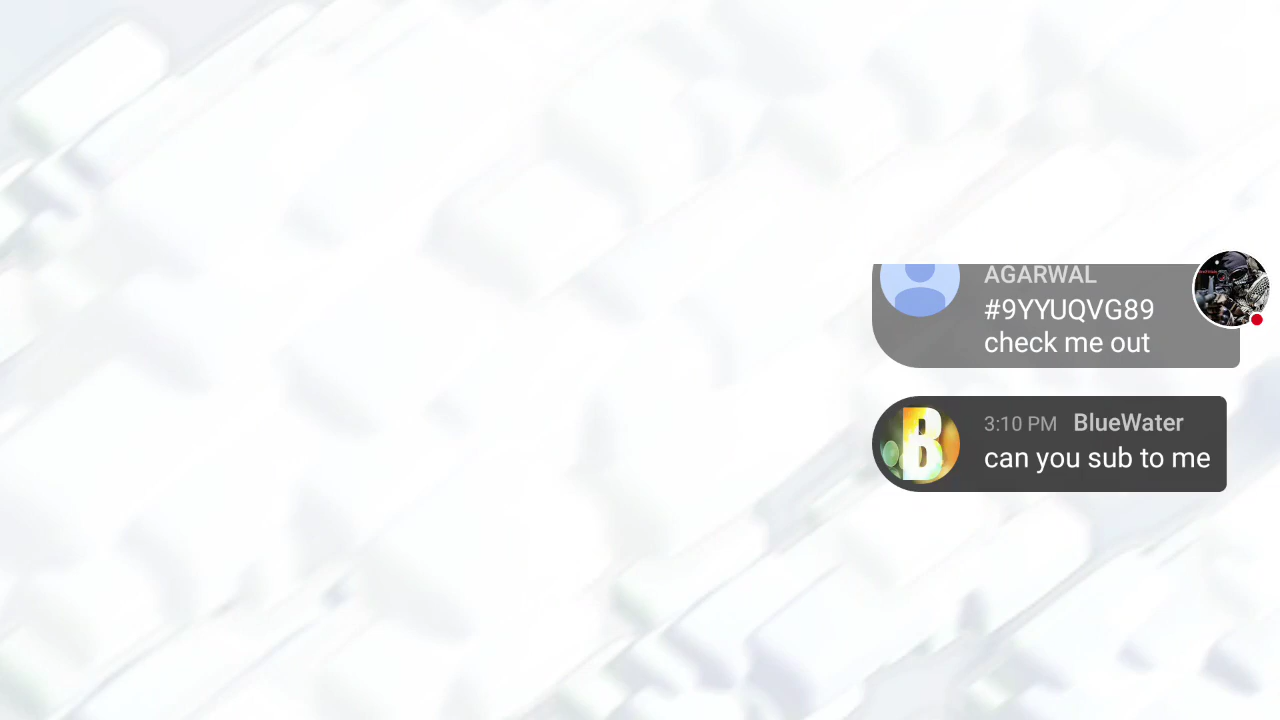 AGARWAL
#9YYUQVG89
check me out
B
3:10 PM BlueWater
can you sub to me